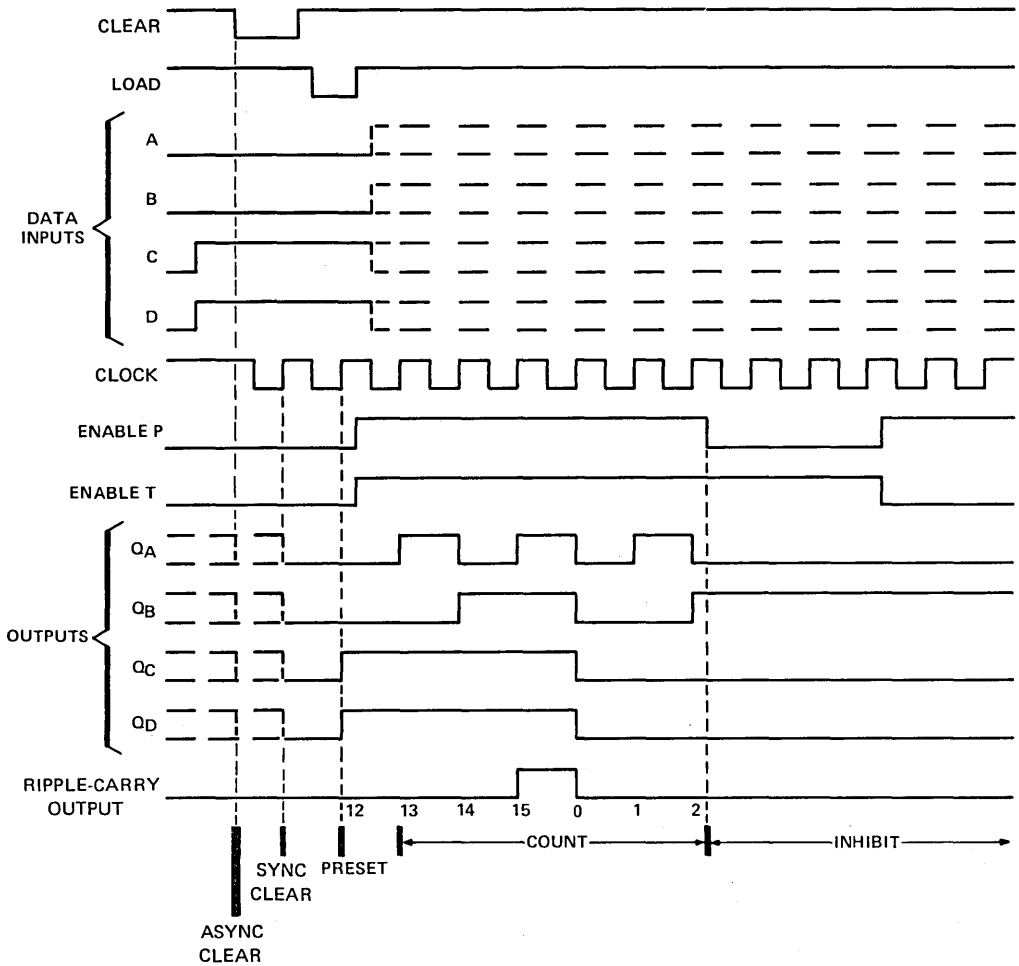 CLEAR
LOAD
A
B
DATA
INPUTS
C
D
CLOCK
ENABLE P
ENABLE T
QA
QB
OUTPUTS
QC
QD
RIPPLE-CARRY
OUTPUT
12 13 14 15 0 1 2
SYNC
CLEAR
PRESET
COUNT
INHIBIT
ASYNC
CLEAR